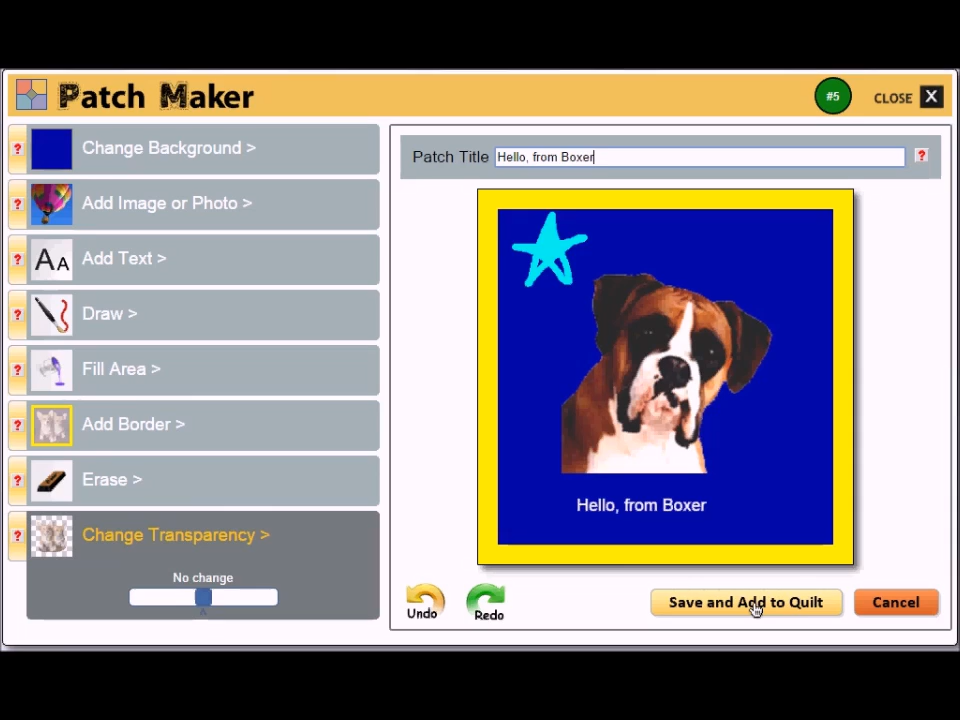 Patch Maker
#5
CLOSE X
? Change Background >
? Add Image or Photo >
? AA Add Text >
? Draw >
? Fill Area >
? Add Border >
? Erase >
? Change Transparency >
No change
Patch Title Hello, from Boxer ?
Hello, from Boxer
Undo
Redo
Save and Add to Quilt
Cancel